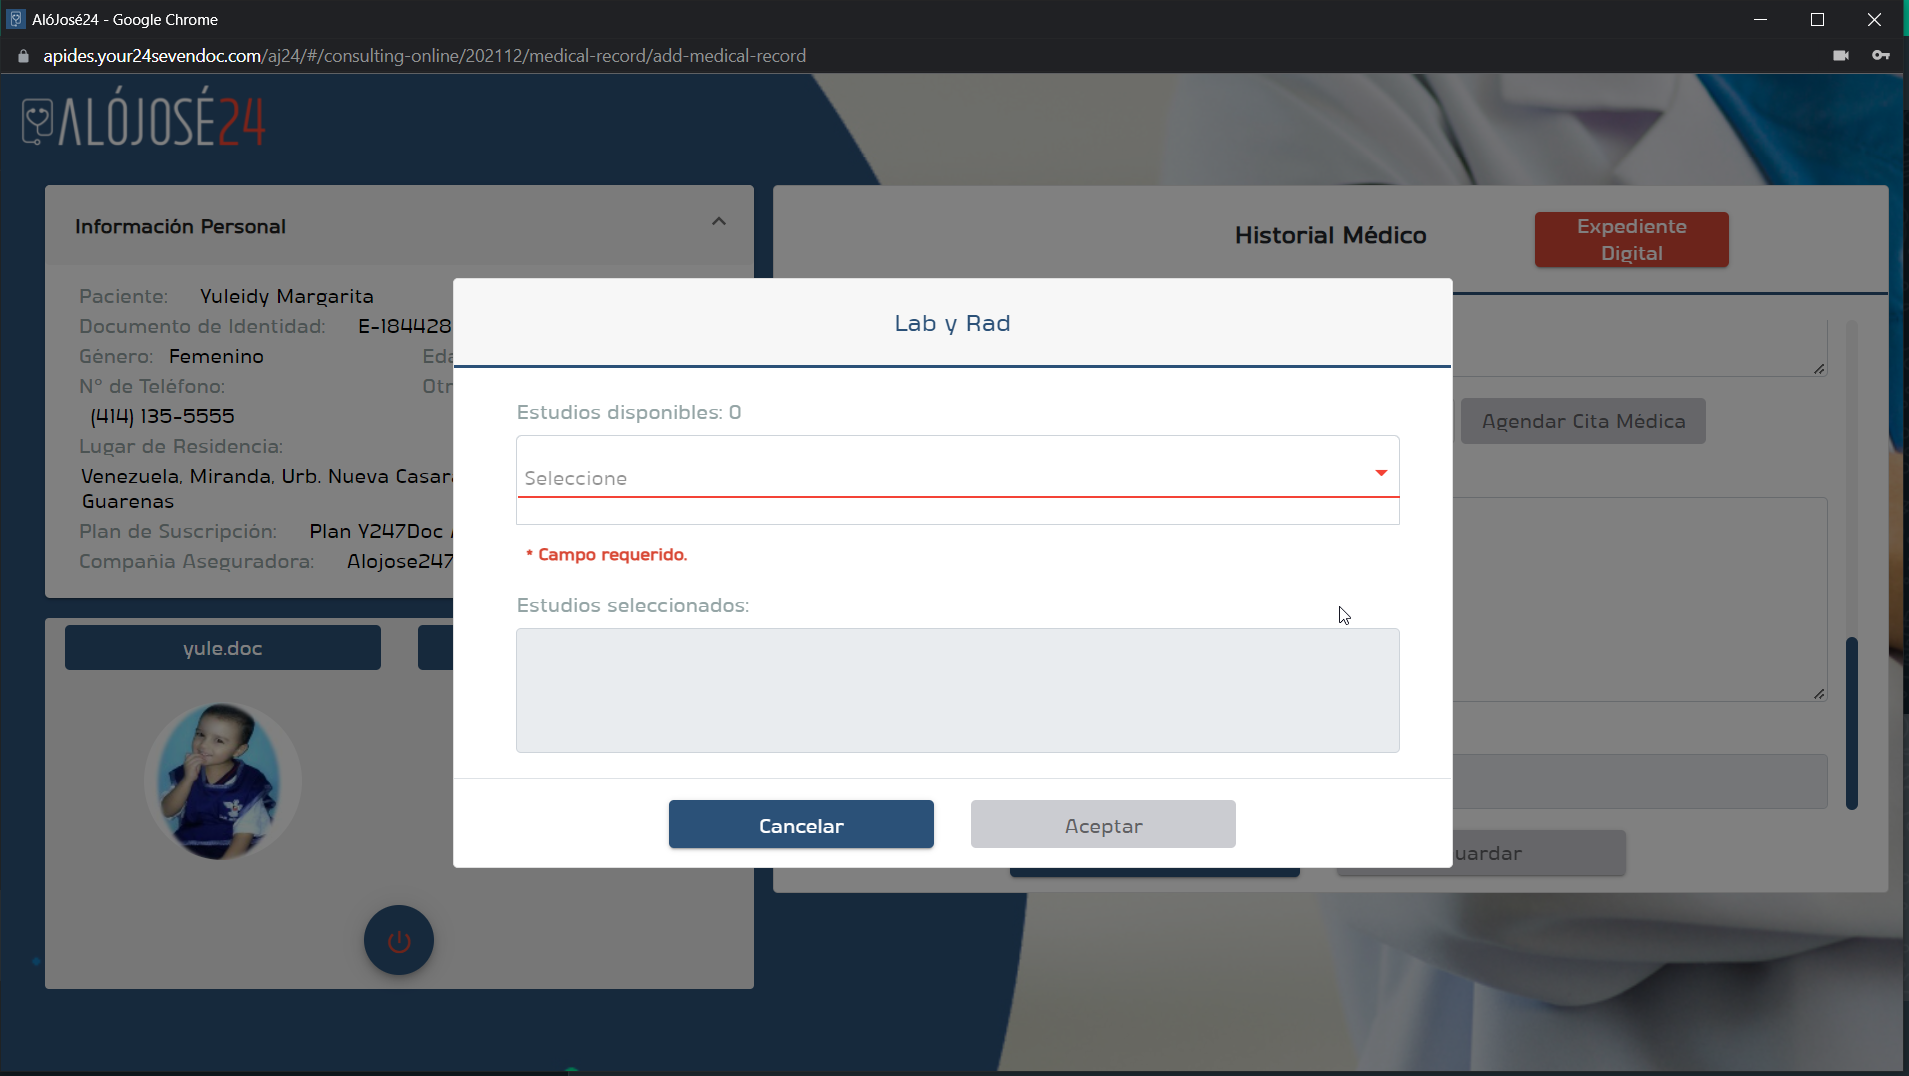 AlóJosé24 - Google Chrome
apides.your24sevendoc.com/aj24/#/consulting-online/202112/medical-record/add-medical-record
ALÓJOSÉ24
Información Personal
Paciente: Yuleidy Margarita
Documento de Identidad: E-184428
Género: Femenino
N° de Teléfono:
(414) 135-5555
Lugar de Residencia:
Venezuela, Miranda, Urb. Nueva Casara
Guarenas
Plan de Suscripción: Plan Y247Doc
Compañia Aseguradora: Alojose247
yule.doc
Historial Médico
Expediente
Digital
Agendar Cita Médica
uardar
Lab y Rad
Estudios disponibles: 0
Seleccione
* Campo requerido.
Estudios seleccionados:
Cancelar
Aceptar